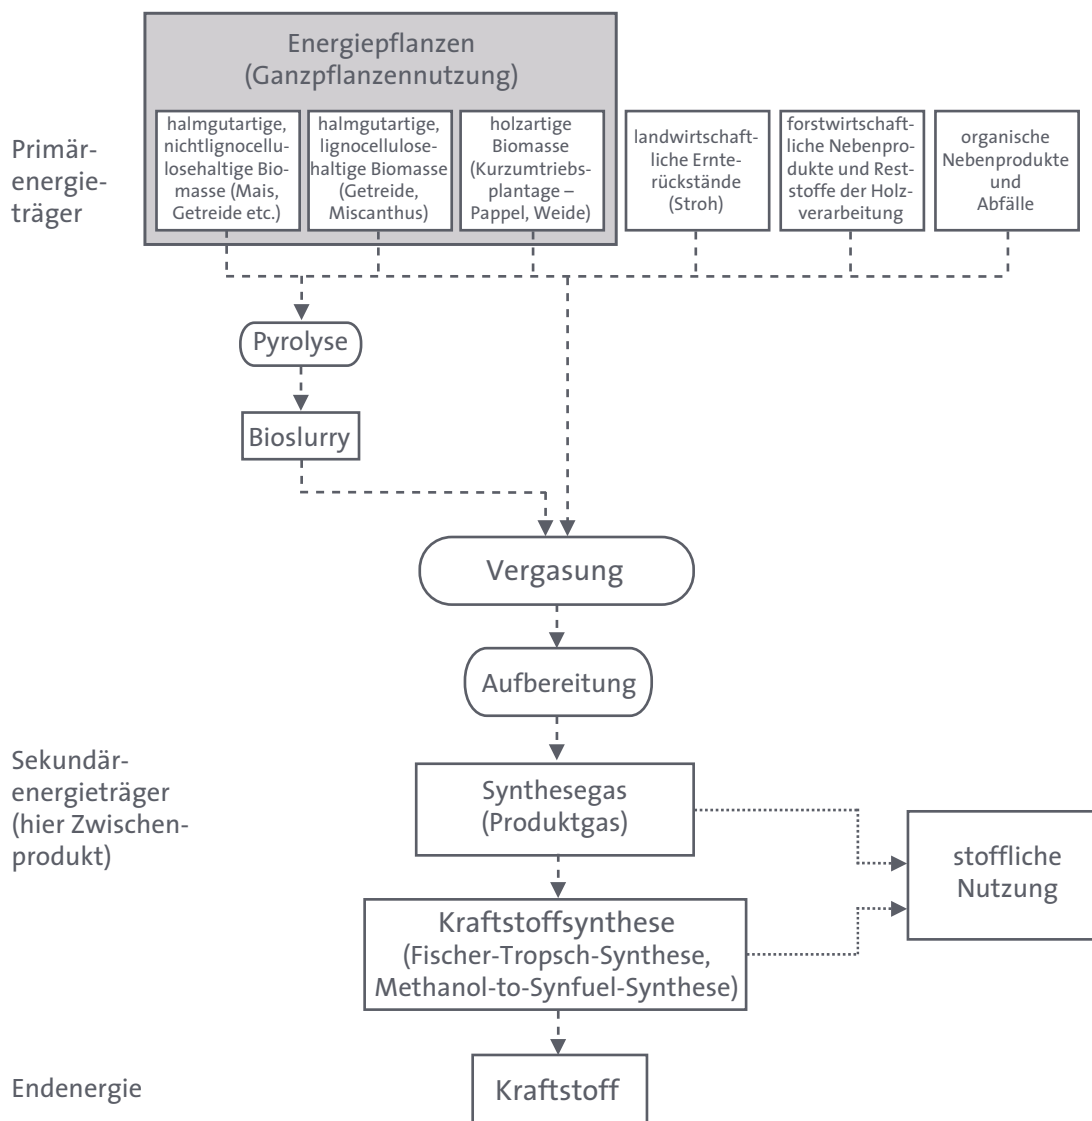 Energiepflanzen
(Ganzpflanzennutzung)
Primär-
energie-
träger
halmgutartige,
nichtlignocellu-
losehaltige Bio-
masse (Mais,
Getreide etc.)
halmgutartige,
lignocellulose-
haltige Biomasse
(Getreide,
Miscanthus)
holzartige
Biomasse
(Kurzumtriebs-
plantage –
Pappel, Weide)
landwirtschaft-
liche Ernte-
rückstände
(Stroh)
forstwirtschaft-
liche Nebenpro-
dukte und Rest-
stoffe der Holz-
verarbeitung
organische
Nebenprodukte
und
Abfälle
Pyrolyse
Bioslurry
Vergasung
Aufbereitung
Sekundär-
energieträger
(hier Zwischen-
produkt)
Synthesegas
(Produktgas)
stoffliche
Nutzung
Kraftstoffsynthese
(Fischer-Tropsch-Synthese,
Methanol-to-Synfuel-Synthese)
Endenergie
Kraftstoff